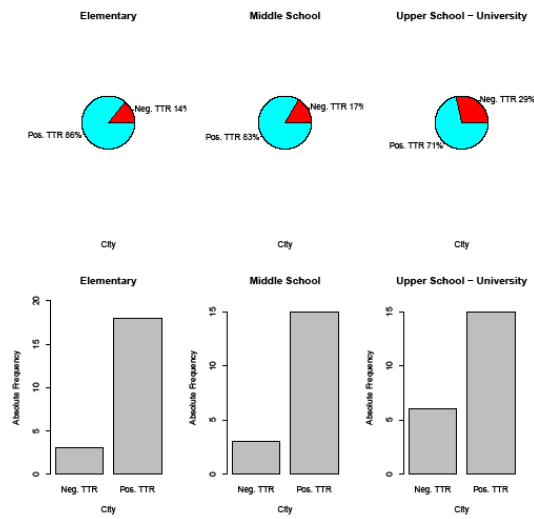 Elementary
Middle School
Upper School – University
Neg. TTR 14%
Pos. TTR 86%
Neg. TTR 17%
Pos. TTR 83%
Neg. TTR 29%
Pos. TTR 71%
City
City
City
Elementary
Middle School
Upper School – University
Absolute Frequency
20
15
10
5
0
Neg. TTR
Pos. TTR
City
Absolute Frequency
15
10
5
0
Neg. TTR
Pos. TTR
City
Absolute Frequency
15
10
5
0
Neg. TTR
Pos. TTR
City